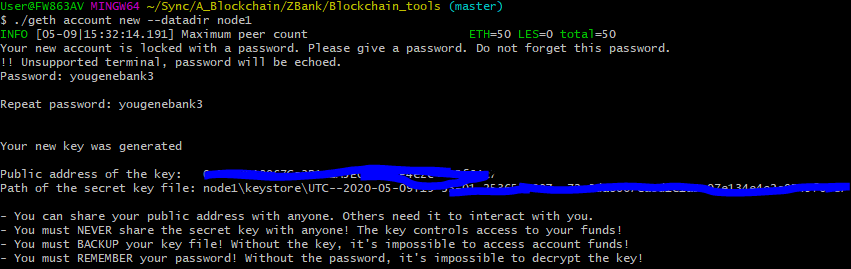 User@FW863AV MINGW64 ~/Sync/A_Blockchain/ZBank/Blockchain_tools (master)
$ ./geth account new --datadir node1
INFO [05-09|15:32:14.191] Maximum peer count ETH=50 LES=0 total=50
Your new account is locked with a password. Please give a password. Do not forget this password.
!! Unsupported terminal, password will be echoed.
Password: yougenebank3
Repeat password: yougenebank3
Your new key was generated
Public address of the key:
Path of the secret key file: node1\keystore\UTC--2020-05-09T19-
- You can share your public address with anyone. Others need it to interact with you.
- You must NEVER share the secret key with anyone! The key controls access to your funds!
- You must BACKUP your key file! Without the key, it's impossible to access account funds!
- You must REMEMBER your password! Without the password, it's impossible to decrypt the key!